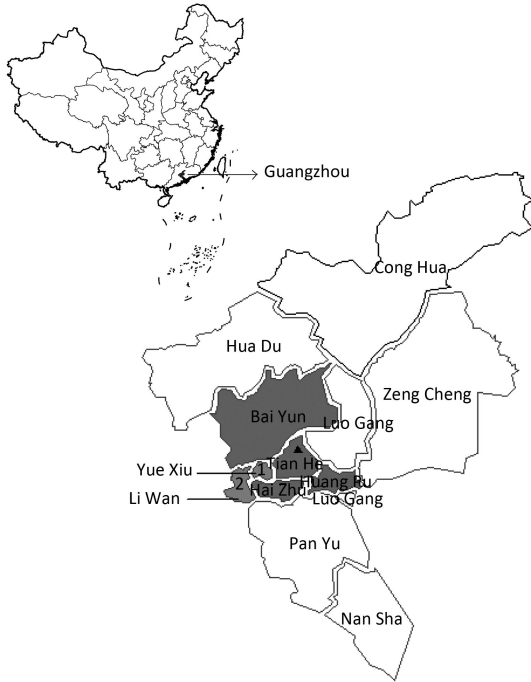 Guangzhou
Cong Hua
Hua Du
Zeng Cheng
Bai Yun
Luo Gang
Yue Xiu
1
Tian He
2
Hai Zhu
Huang Pu
Li Wan
Luo Gang
Pan Yu
Nan Sha